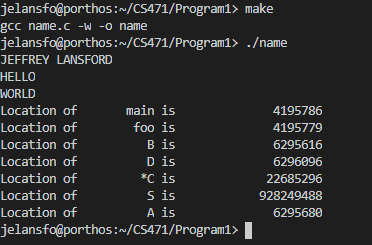 jelansfo@porthos:~/CS471/Program1> make
gcc name.c -w -o name
jelansfo@porthos:~/CS471/Program1> ./name
JEFFREY LANSFORD
HELLO
WORLD
Location of       main is             4195786
Location of        foo is             4195779
Location of          B is             6295616
Location of          D is             6296096
Location of         *C is            22685296
Location of          S is           928249488
Location of          A is             6295680
jelansfo@porthos:~/CS471/Program1>